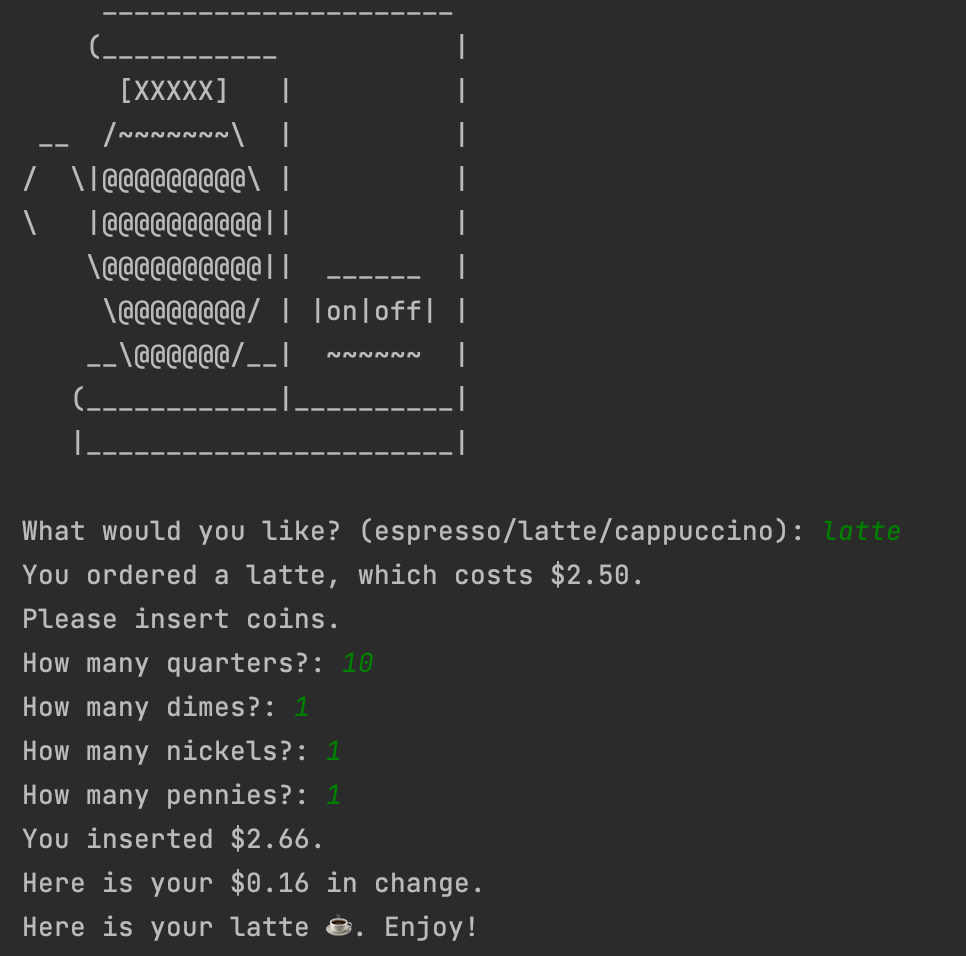 ______________________
    (___________           |
      [XXXXX]   |          |
 __  /~~~~~~~\  |          |
/  \|@@@@@@@@@\ |          |
\   |@@@@@@@@@@||          |
    \@@@@@@@@@@||  ______  |
     \@@@@@@@@/ | |on|off| |
    __\@@@@@@/__|  ~~~~~~  |
   (____________|__________|
   |_______________________|

What would you like? (espresso/latte/cappuccino): latte
You ordered a latte, which costs $2.50.
Please insert coins.
How many quarters?: 10
How many dimes?: 1
How many nickels?: 1
How many pennies?: 1
You inserted $2.66.
Here is your $0.16 in change.
Here is your latte ☕. Enjoy!